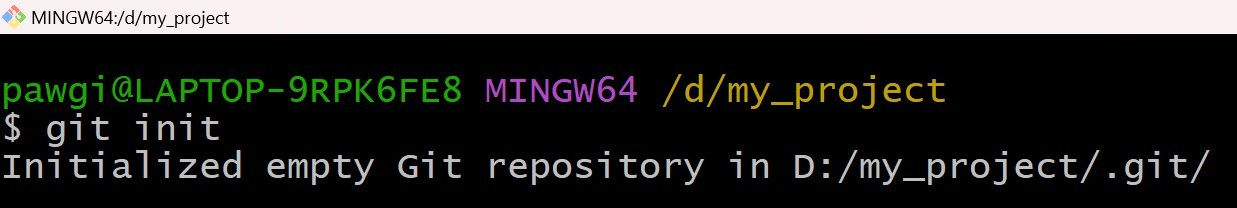 MINGW64:/d/my_project
pawgi@LAPTOP-9RPK6FE8 MINGW64 /d/my_project
$ git init
Initialized empty Git repository in D:/my_project/.git/